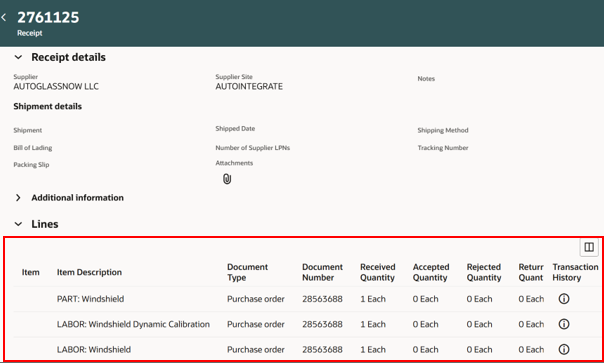 2761125
Receipt
Receipt details
Supplier Supplier Site Notes
AUTOGLASSNOW LLC AUTOINTEGRATE
Shipment details
Shipment Shipped Date Shipping Method
Bill of Lading Number of Supplier LPNs Tracking Number
Packing Slip Attachments
Additional information
Lines
Item Item Description Document Type Document Number Received Quantity Accepted Quantity Rejected Quantity Returr Quant Transaction History
PART: Windshield Purchase order 28563688 1 Each 0 Each 0 Each 0 Each
LABOR: Windshield Dynamic Calibration Purchase order 28563688 1 Each 0 Each 0 Each 0 Each
LABOR: Windshield Purchase order 28563688 1 Each 0 Each 0 Each 0 Each